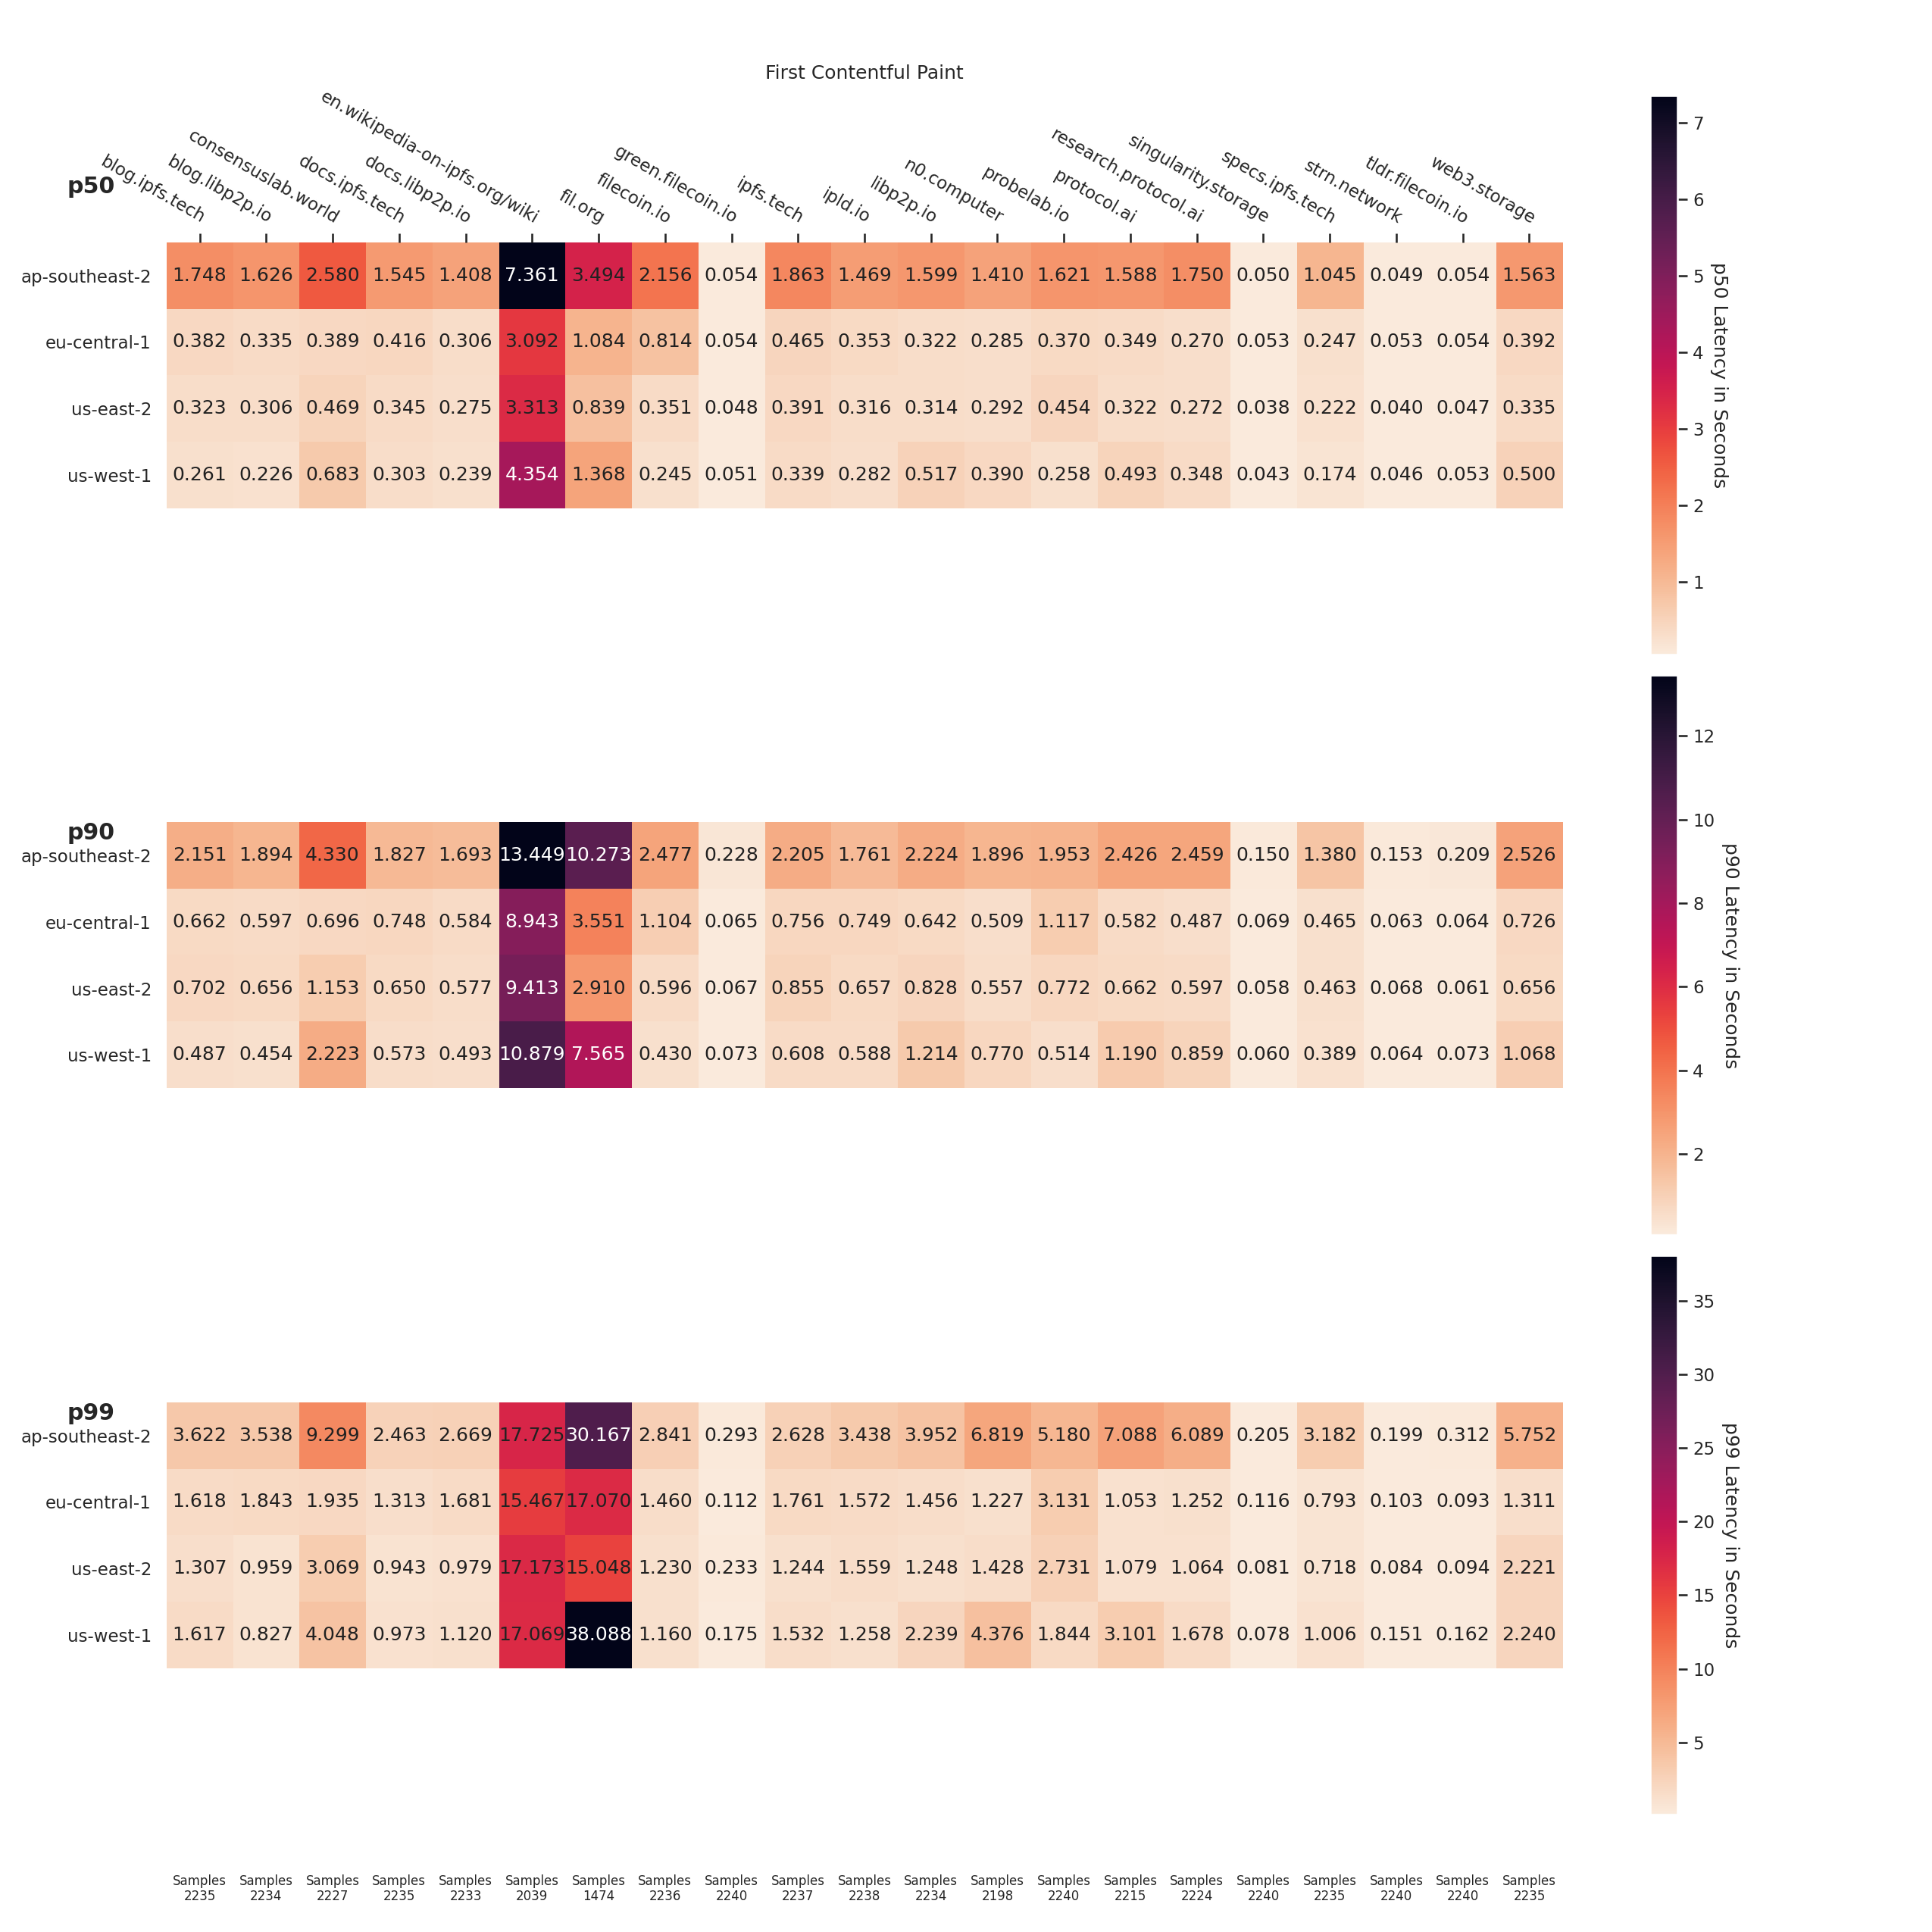 First Contentful Paint
p50
blog.ipfs.tech
blog.libp2p.io
consensuslab.world
docs.ipfs.tech
docs.libp2p.io
en.wikipedia-on-ipfs.org/wiki
fil.org
filecoin.io
green.filecoin.io
ipfs.tech
ipld.io
libp2p.io
n0.computer
probelab.io
protocol.ai
research.protocol.ai
singularity.storage
specs.ipfs.tech
strn.network
tldr.filecoin.io
web3.storage
ap-southeast-2 1.748 1.626 2.580 1.545 1.408 7.361 3.494 2.156 0.054 1.863 1.469 1.599 1.410 1.621 1.588 1.750 0.050 1.045 0.049 0.054 1.563
eu-central-1 0.382 0.335 0.389 0.416 0.306 3.092 1.084 0.814 0.054 0.465 0.353 0.322 0.285 0.370 0.349 0.270 0.053 0.247 0.053 0.054 0.392
us-east-2 0.323 0.306 0.469 0.345 0.275 3.313 0.839 0.351 0.048 0.391 0.316 0.314 0.292 0.454 0.322 0.272 0.038 0.222 0.040 0.047 0.335
us-west-1 0.261 0.226 0.683 0.303 0.239 4.354 1.368 0.245 0.051 0.339 0.282 0.517 0.390 0.258 0.493 0.348 0.043 0.174 0.046 0.053 0.500
7
6
5
4
3
2
1
p50 Latency in Seconds
p90
ap-southeast-2 2.151 1.894 4.330 1.827 1.693 13.449 10.273 2.477 0.228 2.205 1.761 2.224 1.896 1.953 2.426 2.459 0.150 1.380 0.153 0.209 2.526
eu-central-1 0.662 0.597 0.696 0.748 0.584 8.943 3.551 1.104 0.065 0.756 0.749 0.642 0.509 1.117 0.582 0.487 0.069 0.465 0.063 0.064 0.726
us-east-2 0.702 0.656 1.153 0.650 0.577 9.413 2.910 0.596 0.067 0.855 0.657 0.828 0.557 0.772 0.662 0.597 0.058 0.463 0.068 0.061 0.656
us-west-1 0.487 0.454 2.223 0.573 0.493 10.879 7.565 0.430 0.073 0.608 0.588 1.214 0.770 0.514 1.190 0.859 0.060 0.389 0.064 0.073 1.068
12
10
8
6
4
2
p90 Latency in Seconds
p99
ap-southeast-2 3.622 3.538 9.299 2.463 2.669 17.725 30.167 2.841 0.293 2.628 3.438 3.952 6.819 5.180 7.088 6.089 0.205 3.182 0.199 0.312 5.752
eu-central-1 1.618 1.843 1.935 1.313 1.681 15.467 17.070 1.460 0.112 1.761 1.572 1.456 1.227 3.131 1.053 1.252 0.116 0.793 0.103 0.093 1.311
us-east-2 1.307 0.959 3.069 0.943 0.979 17.173 15.048 1.230 0.233 1.244 1.559 1.248 1.428 2.731 1.079 1.064 0.081 0.718 0.084 0.094 2.221
us-west-1 1.617 0.827 4.048 0.973 1.120 17.069 38.088 1.160 0.175 1.532 1.258 2.239 4.376 1.844 3.101 1.678 0.078 1.006 0.151 0.162 2.240
35
30
25
20
15
10
5
p99 Latency in Seconds
Samples Samples Samples Samples Samples Samples Samples Samples Samples Samples Samples Samples Samples Samples Samples Samples Samples Samples Samples Samples Samples
2235 2234 2227 2235 2233 2039 1474 2236 2240 2237 2238 2234 2198 2240 2215 2224 2240 2235 2240 2240 2235